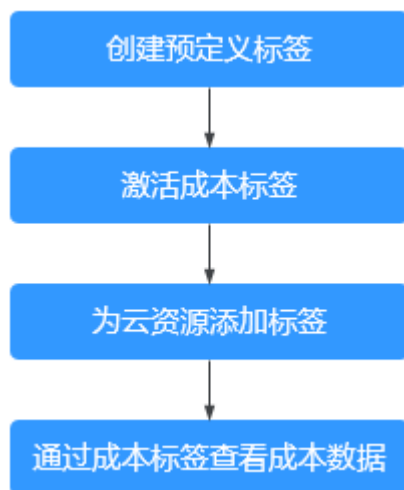 创建预定义标签
激活成本标签
为云资源添加标签
通过成本标签查看成本数据